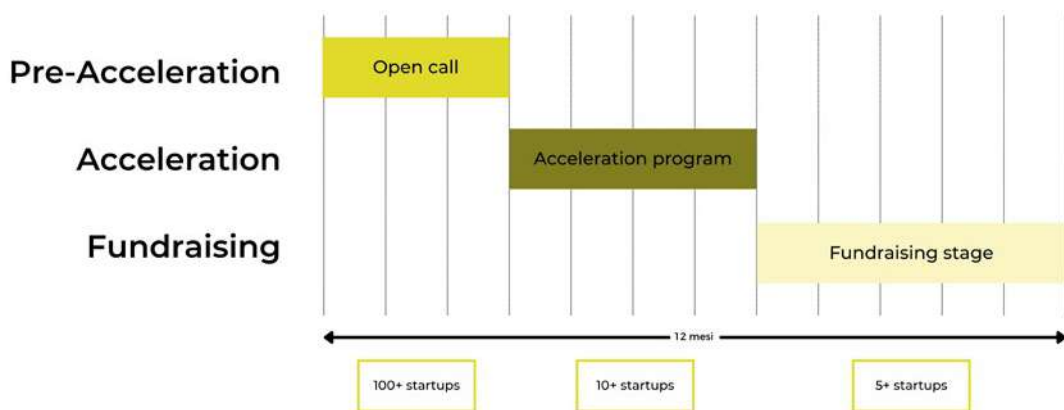 Pre-Acceleration
Open call
Acceleration
Acceleration program
Fundraising
Fundraising stage
12 mesi
100+ startups
10+ startups
5+ startups